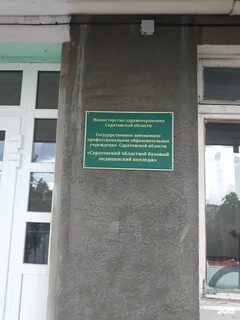 Министерство здравоохранения
Саратовской области
Государственное автономное
профессиональное образовательное
учреждение Саратовской области
«Саратовский областной базовый
медицинский колледж»